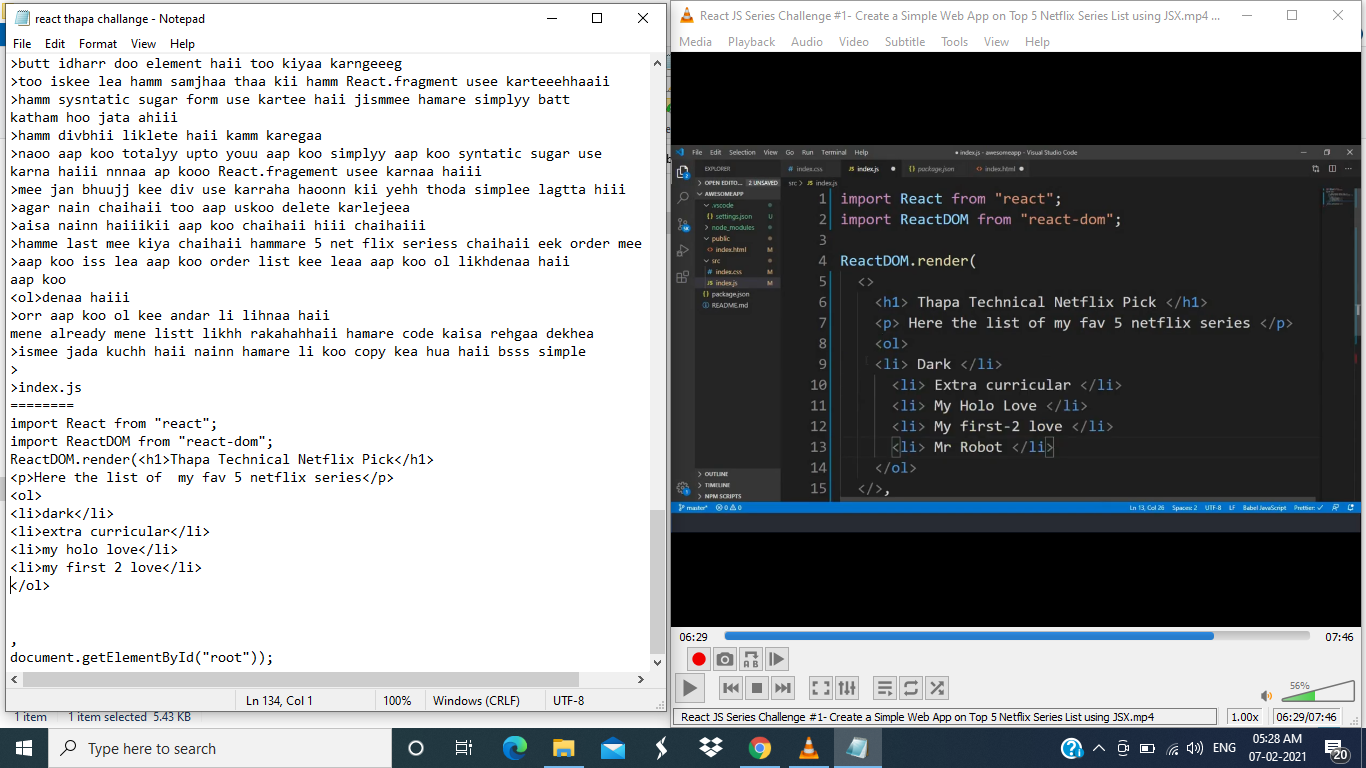 react thapa challange - Notepad
File Edit Format View Help
>butt idharr doo element haii too kiyaa karngeeeg
>too iskee lea hamm samjhaa thaa kii hamm React.fragment usee karteeehhaaii
>hamm sysntatic sugar form use kartee haii jismmee hamare simplyy batt
katham hoo jata ahiii
>hamm divbhii liklete haii kamm karegaa
>naoo aap koo totalyy upto youu aap koo simplyy aap koo syntatic sugar use
karna haiii nnnaa ap kooo React.fragement usee karnaa haiii
>mee jan bhuujj kee div use karraha haoonn kii yehh thoda simplee lagtta hiii
>agar nain chaihaii too aap uskoo delete karlejeea
>aisa nainn haiiikii aap koo chaihaii hiii chaihaiii
>hamme last mee kiya chaihaii hammare 5 net flix seriess chaihaii eek order mee
>aap koo iss lea aap koo order list kee leaa aap koo ol likhdenaa haii
aap koo
<ol>denaa haiii
>orr aap koo ol kee andar li lihnaa haii
mene already mene listt likhh rakahahhaii hamare code kaisa rehgaa dekhea
>ismee jada kuchh haii nainn hamare li koo copy kea hua haii bsss simple
>
>index.js
========
import React from "react";
import ReactDOM from "react-dom";
ReactDOM.render(<h1>Thapa Technical Netflix Pick</h1>
<p>Here the list of  my fav 5 netflix series</p>
<ol>
<li>dark</li>
<li>extra curricular</li>
<li>my holo love</li>
<li>my first 2 love</li>
</ol>
,
document.getElementById("root"));
Ln 134, Col 1 100% Windows (CRLF) UTF-8
1 item 1 item selected 5.43 KB
React JS Series Challenge #1- Create a Simple Web App on Top 5 Netflix Series List using JSX.mp4 ...
Media Playback Audio Video Subtitle Tools View Help
File Edit Selection View Go Run Terminal Help ● index.js - awesomeapp - Visual Studio Code
EXPLORER
OPEN EDITO... 2 UNSAVED
AWESOMEAPP
.vscode
settings.json U
node_modules
public
index.html M
src
index.css M
index.js M
package.json
README.md
OUTLINE
TIMELINE
NPM SCRIPTS
index.css index.js ● package.json index.html ●
src > index.js
1 import React from "react";
2 import ReactDOM from "react-dom";
3
4 ReactDOM.render(
5 <>
6 <h1> Thapa Technical Netflix Pick </h1>
7 <p> Here the list of my fav 5 netflix series </p>
8 <ol>
9 <li> Dark </li>
10 <li> Extra curricular </li>
11 <li> My Holo Love </li>
12 <li> My first-2 love </li>
13 <li> Mr Robot </li>
14 </ol>
15 </>,
master* 0 0 Ln 13, Col 26 Spaces: 2 UTF-8 LF Babel JavaScript Prettier: ✓
06:29 07:46
A B
56%
React JS Series Challenge #1- Create a Simple Web App on Top 5 Netflix Series List using JSX.mp4 1.00x 06:29/07:46
Type here to search
ENG
05:28 AM
07-02-2021
20